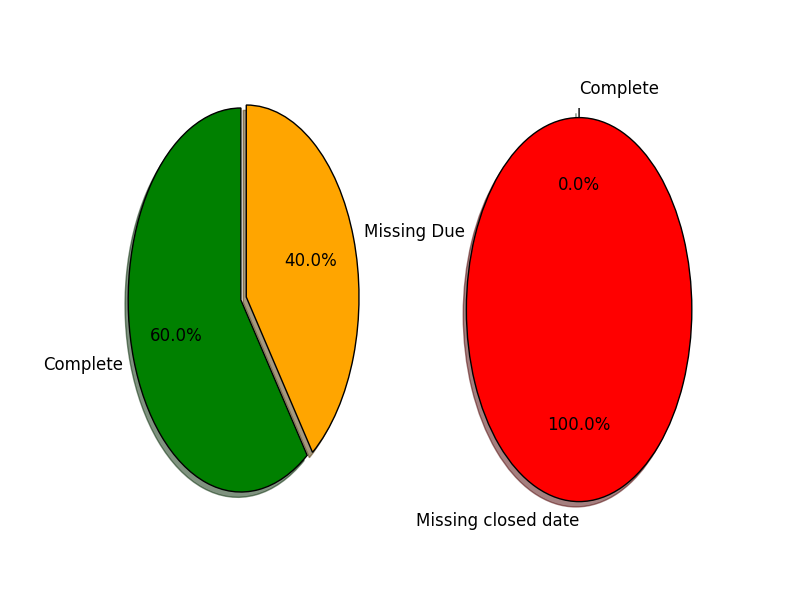 Complete
0.0%
Missing Due
40.0%
60.0%
Complete
100.0%
Missing closed date